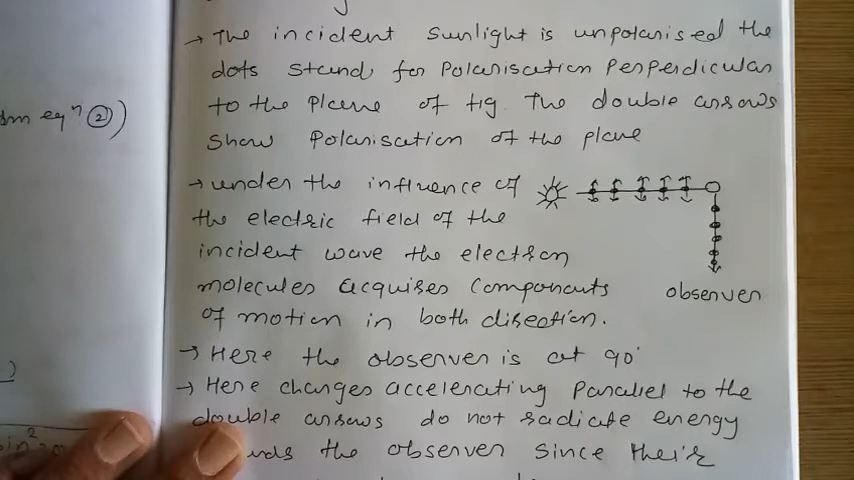 → The incident sunlight is unpolarised the
dots stand, for Polarisation Perpendicular
to the Plane of fig. The double arrows
show Polarisation of the plane
→ under the influence of
the electric field of the
incident wave the electron
molecules acquires components
of motion in both direction.
observer
→ Here the observer is at 90°
→ Here changes accelerating Parallel to the
double arrows do not radiate energy
the observer since their
eqⁿ ②)
in²